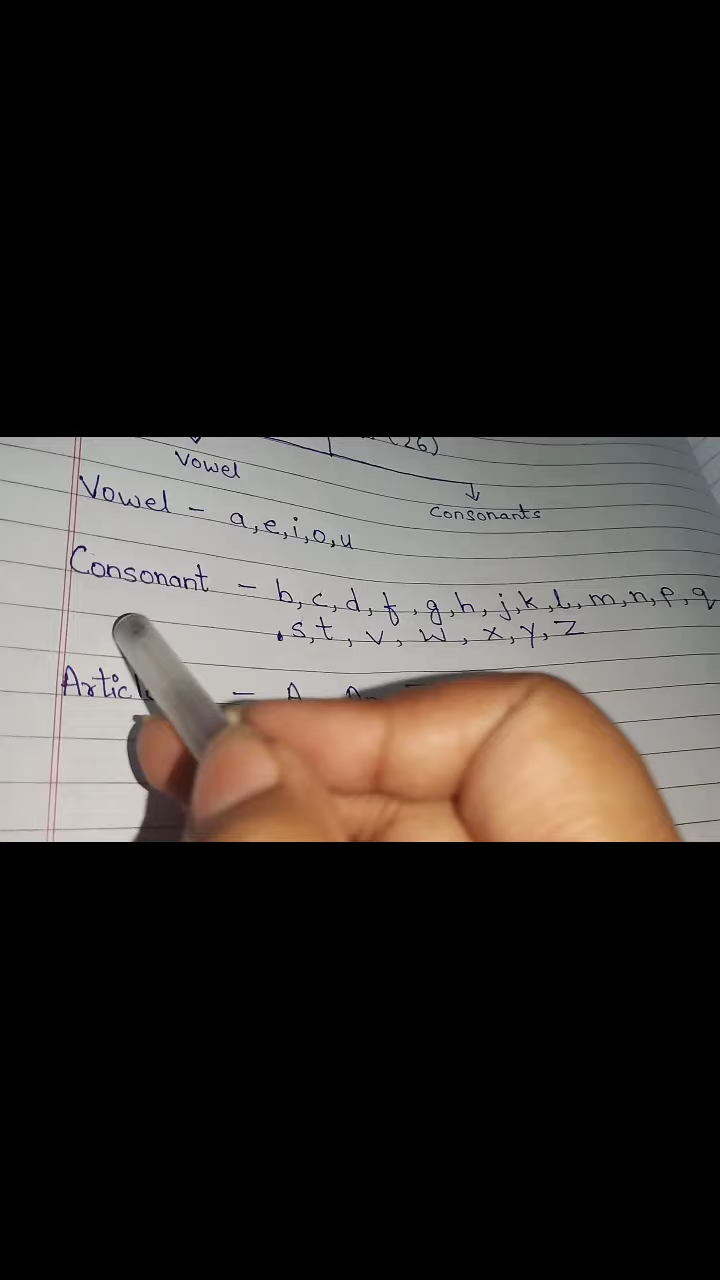 (26)
Vowel
Consonants
Vowel - a, e, i, o, u
Consonant - b, c, d, f, g, h, j, k, l, m, n, p, q
, s, t, v, w, x, y, z
- A